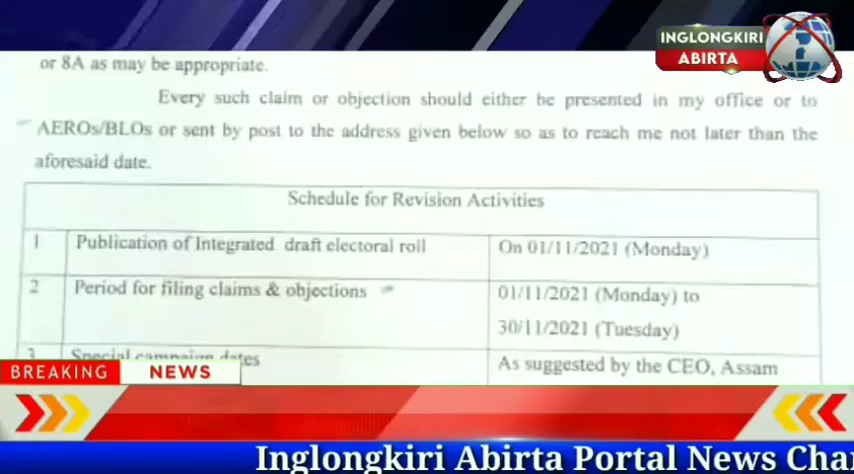 INGLONGKIRI
ABIRTA
or 8A as may be appropriate.
Every such claim or objection should either be presented in my office or to
AEROs/BLOs or sent by post to the address given below so as to reach me not later than the
aforesaid date.
Schedule for Revision Activities
1 Publication of Integrated draft electoral roll On 01/11/2021 (Monday)
2 Period for filing claims & objections 01/11/2021 (Monday) to
30/11/2021 (Tuesday)
3 Special campaign dates As suggested by the CEO, Assam
BREAKING NEWS
Inglongkiri Abirta Portal News Cha